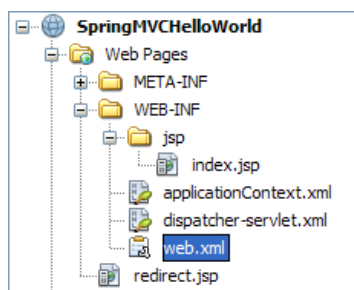 SpringMVCHelloWorld
Web Pages
META-INF
WEB-INF
jsp
index.jsp
applicationContext.xml
dispatcher-servlet.xml
web.xml
redirect.jsp